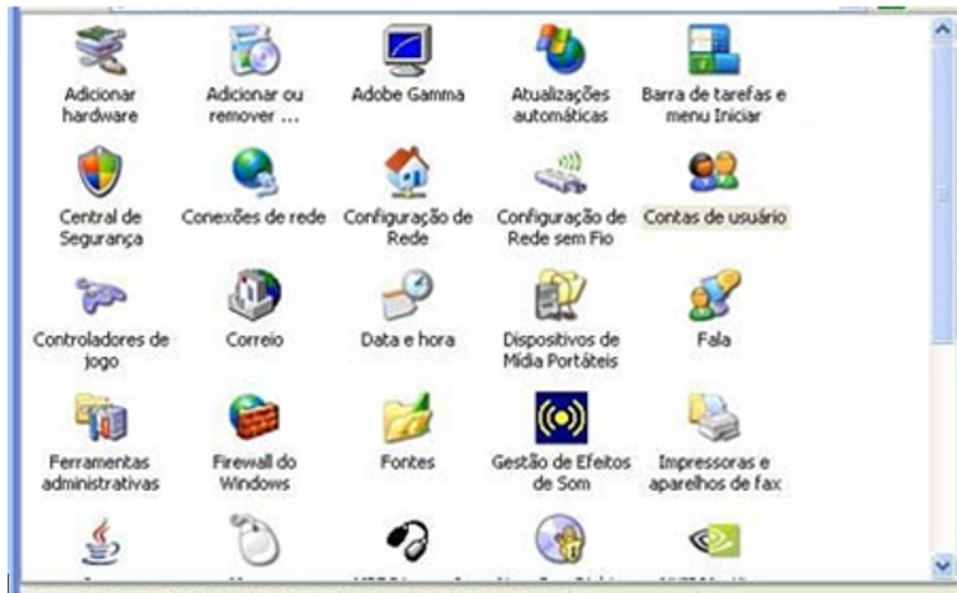 Adicionar
hardware
Adicionar ou
remover ...
Adobe Gamma
Atualizações
automáticas
Barra de tarefas e
menu Iniciar
Central de
Segurança
Conexões de rede
Configuração de
Rede
Configuração de
Rede sem Fio
Contas de usuário
Controladores de
jogo
Correio
Data e hora
Dispositivos de
Mídia Portáteis
Fala
Ferramentas
administrativas
Firewall do
Windows
Fontes
Gestão de Efeitos
de Som
Impressoras e
aparelhos de fax